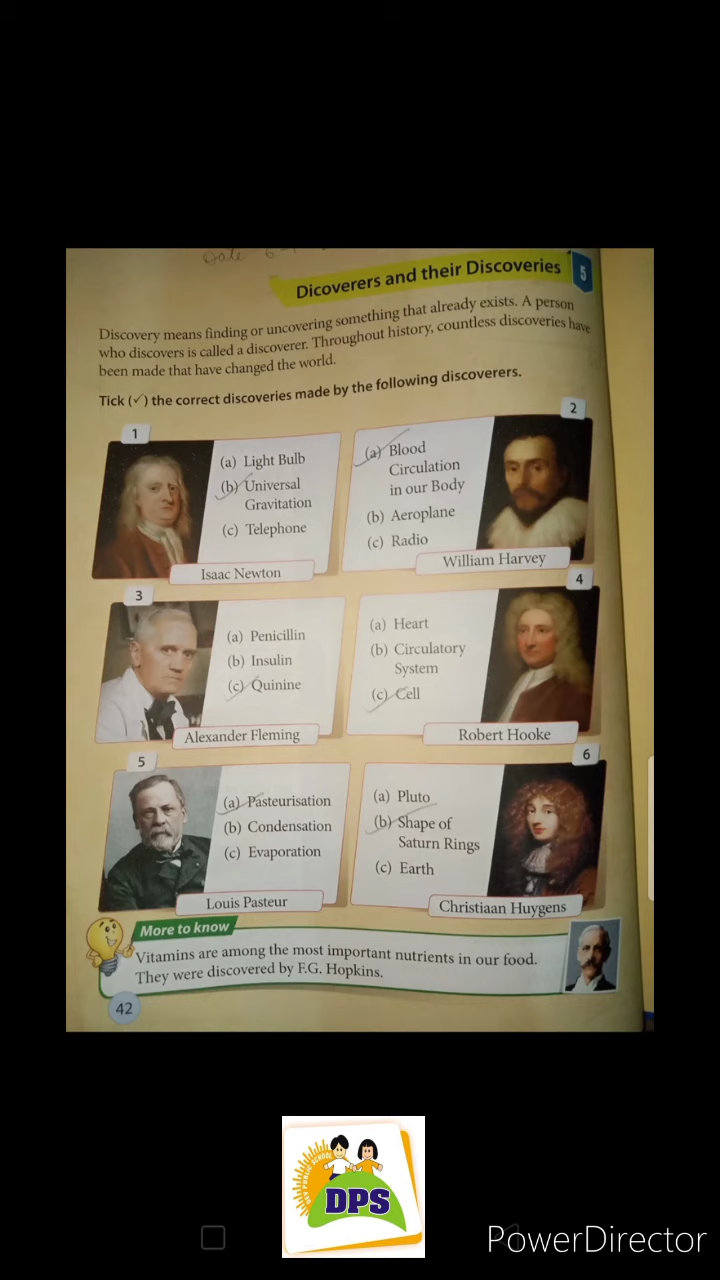 Date 6
Dicoverers and their Discoveries
5
Discovery means finding or uncovering something that already exists. A person
who discovers is called a discoverer. Throughout history, countless discoveries have
been made that have changed the world.
Tick (✓) the correct discoveries made by the following discoverers.
1
(a) Light Bulb
(b) Universal
Gravitation
(c) Telephone
Isaac Newton
2
(a) Blood
Circulation
in our Body
(b) Aeroplane
(c) Radio
William Harvey
3
(a) Penicillin
(b) Insulin
(c) Quinine
Alexander Fleming
4
(a) Heart
(b) Circulatory
System
(c) Cell
Robert Hooke
5
(a) Pasteurisation
(b) Condensation
(c) Evaporation
Louis Pasteur
6
(a) Pluto
(b) Shape of
Saturn Rings
(c) Earth
Christiaan Huygens
More to know
Vitamins are among the most important nutrients in our food.
They were discovered by F.G. Hopkins.
42
PUBLIC SCHOOL
DPS
PowerDirector